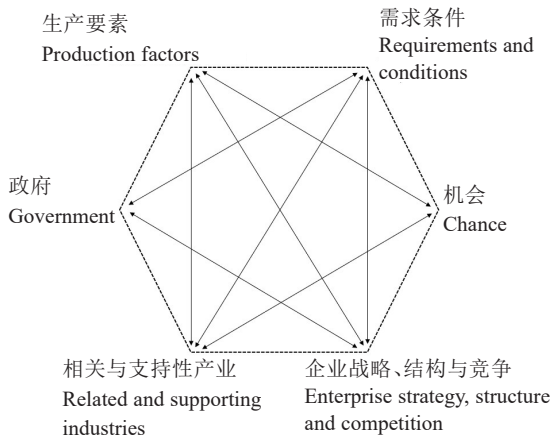 生产要素
Production factors
需求条件
Requirements and
conditions
政府
Government
机会
Chance
相关与支持性产业
Related and supporting
industries
企业战略、结构与竞争
Enterprise strategy, structure
and competition